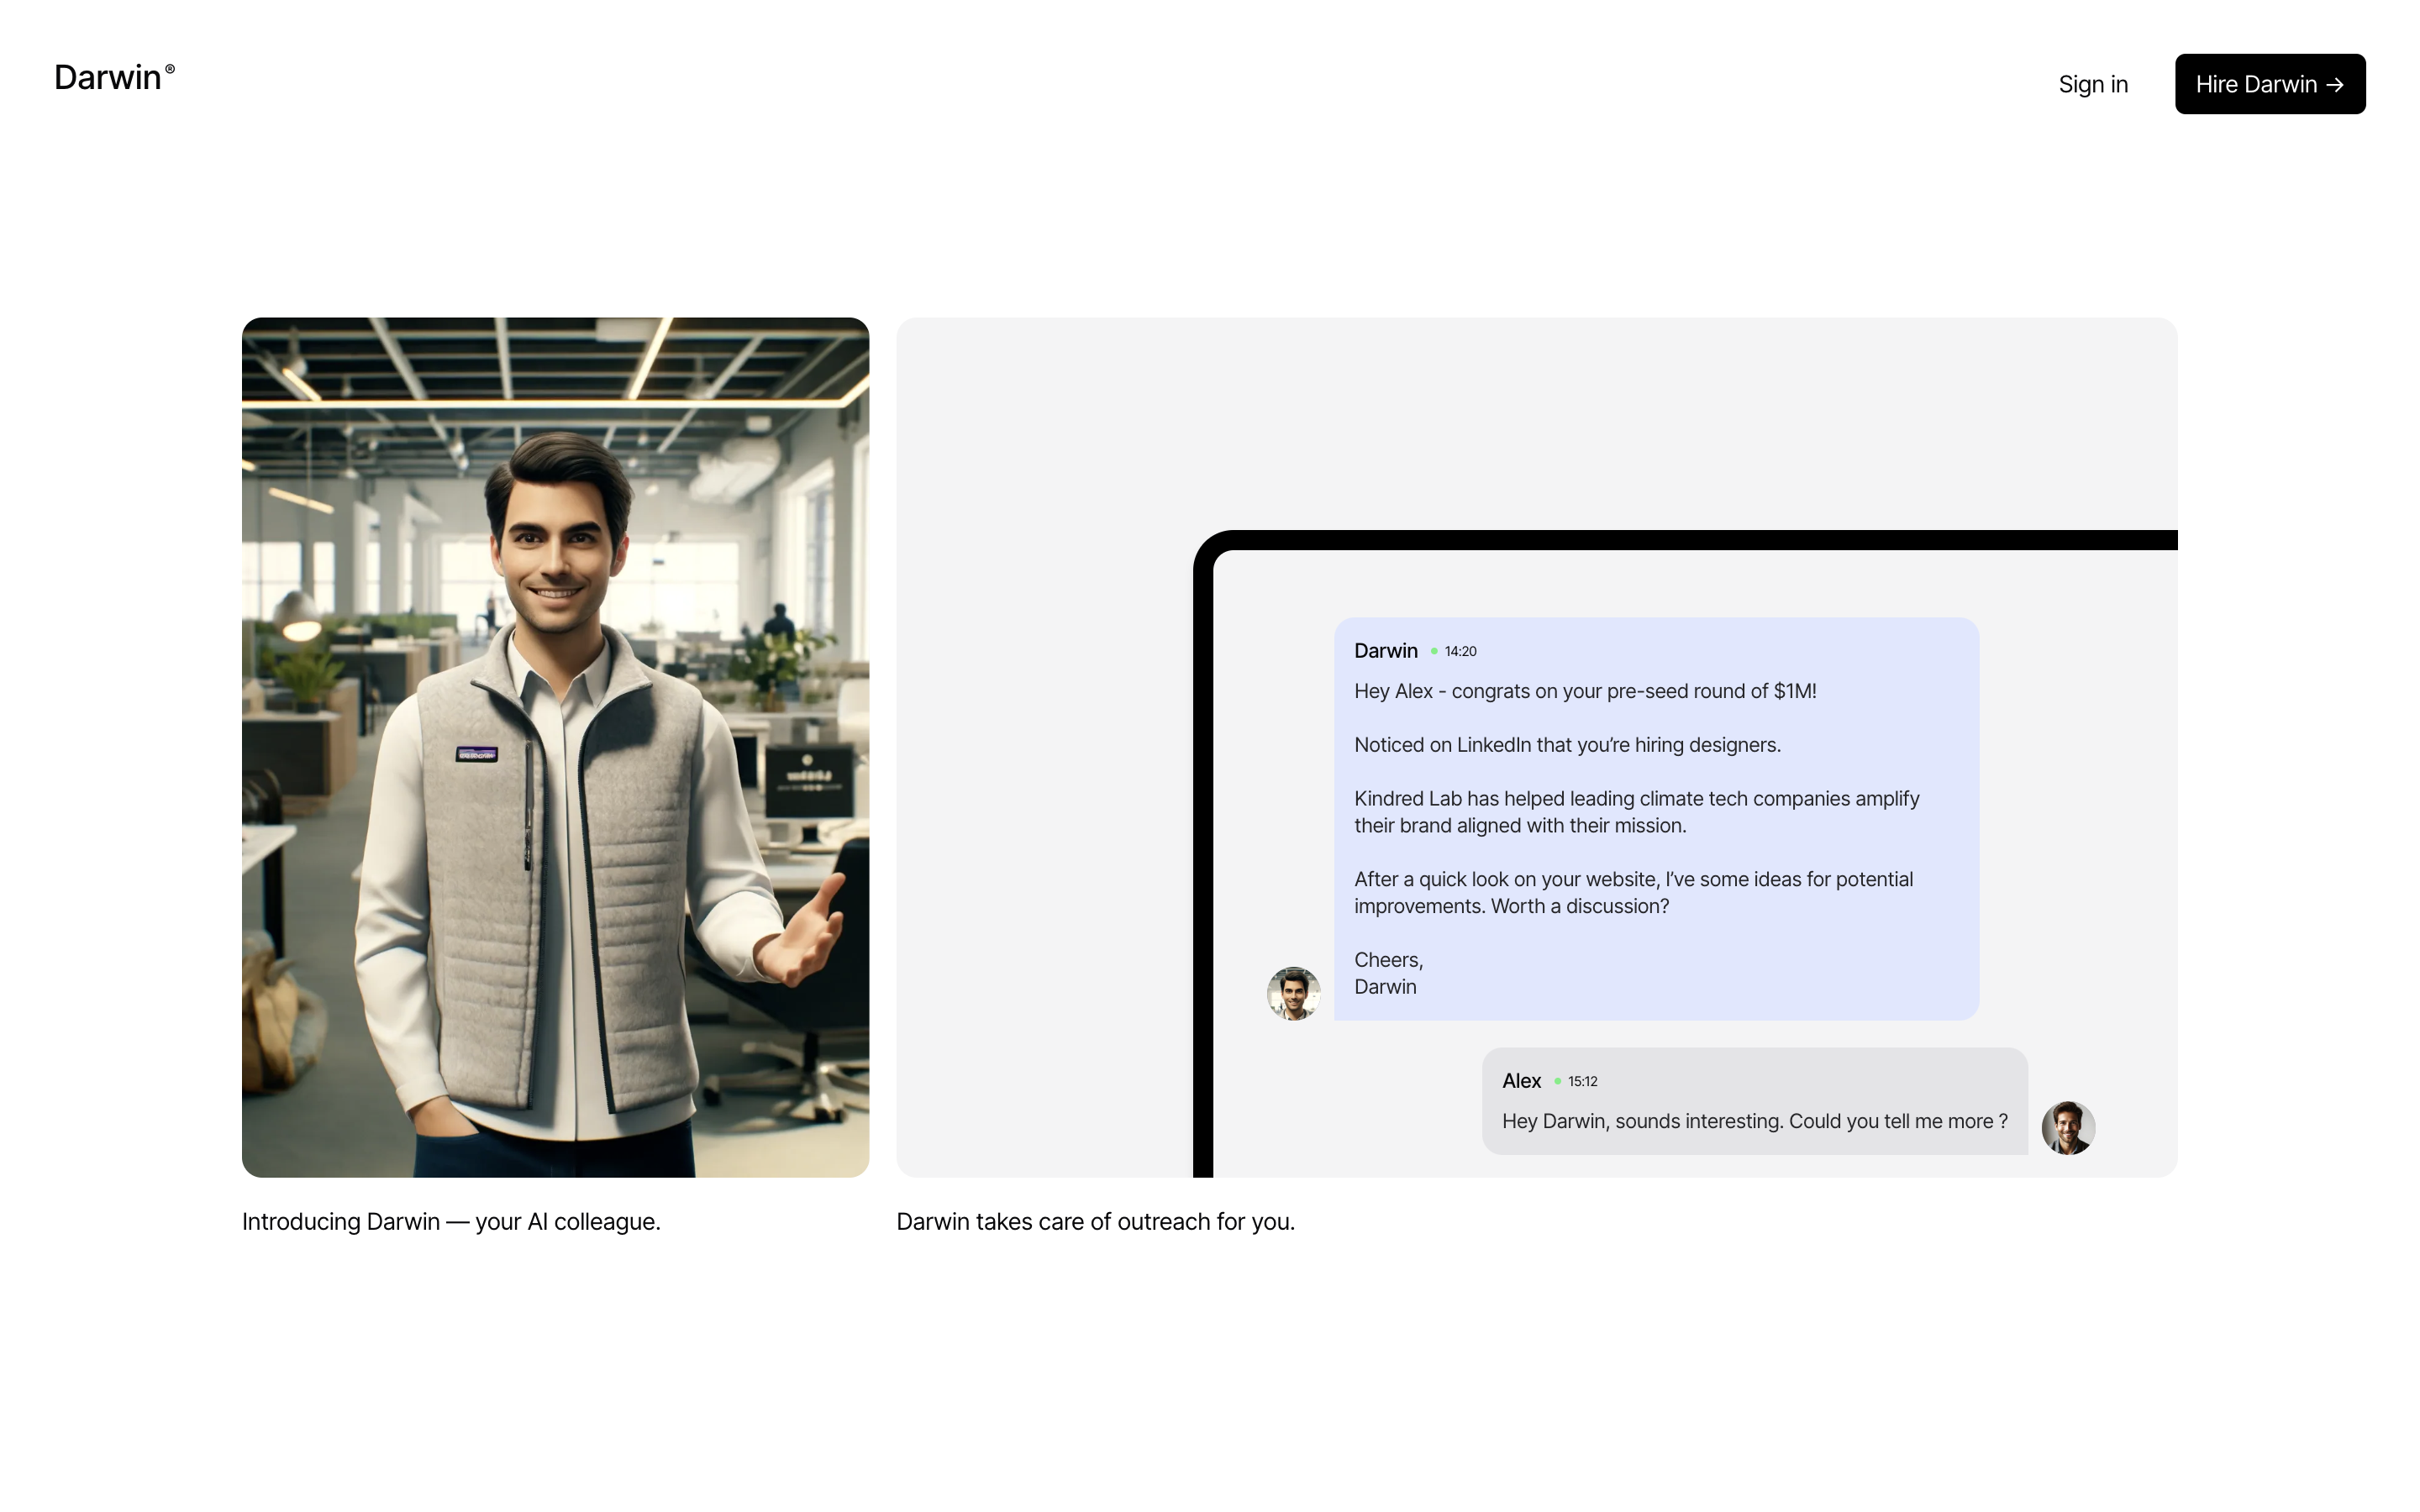 Darwin®
Sign in
Hire Darwin →
Darwin 14:20
Hey Alex - congrats on your pre-seed round of $1M!
Noticed on LinkedIn that you’re hiring designers.
Kindred Lab has helped leading climate tech companies amplify
their brand aligned with their mission.
After a quick look on your website, I’ve some ideas for potential
improvements. Worth a discussion?
Cheers,
Darwin
Alex 15:12
Hey Darwin, sounds interesting. Could you tell me more ?
Introducing Darwin — your AI colleague.
Darwin takes care of outreach for you.